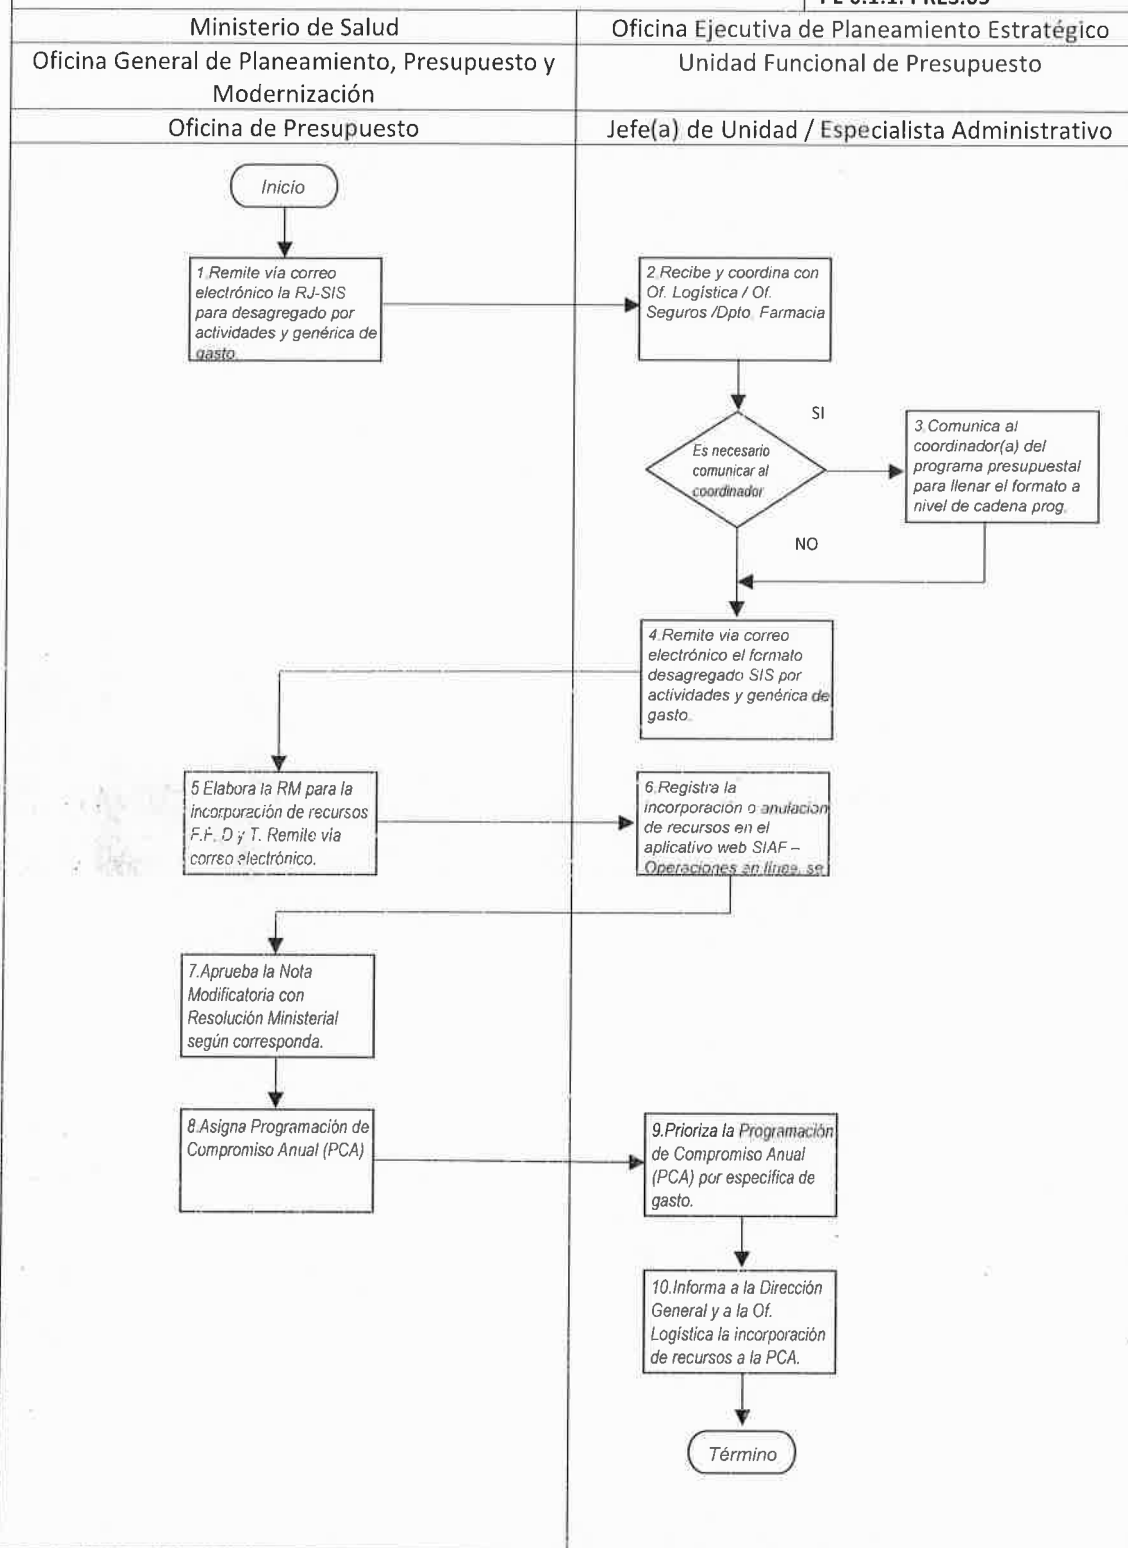 Ministerio de Salud
Oficina Ejecutiva de Planeamiento Estratégico
Oficina General de Planeamiento, Presupuesto y
Modernización
Unidad Funcional de Presupuesto
Oficina de Presupuesto
Jefe(a) de Unidad / Especialista Administrativo
Inicio
1.Remite vía correo
electrónico la RJ-SIS
para desagregado por
actividades y genérica de
gasto.
2.Recibe y coordina con
Of. Logística / Of.
Seguros /Dpto. Farmacia
Es necesario
comunicar al
coordinador
SI
3.Comunica al
coordinador(a) del
programa presupuestal
para llenar el formato a
nivel de cadena prog.
NO
4.Remite via correo
electrónico el formato
desagregado SIS por
actividades y genérica de
gasto.
5 Elabora la RM para la
incorporación de recursos
F.F. D y T. Remite vía
correo electrónico.
6.Registra la
incorporación o anulación
de recursos en el
aplicativo web SIAF –
Operaciones en línea, se
7.Aprueba la Nota
Modificatoria con
Resolución Ministerial
según corresponda.
8.Asigna Programación de
Compromiso Anual (PCA)
9.Prioriza la Programación
de Compromiso Anual
(PCA) por específica de
gasto.
10.Informa a la Dirección
General y a la Of.
Logística la incorporación
de recursos a la PCA.
Término